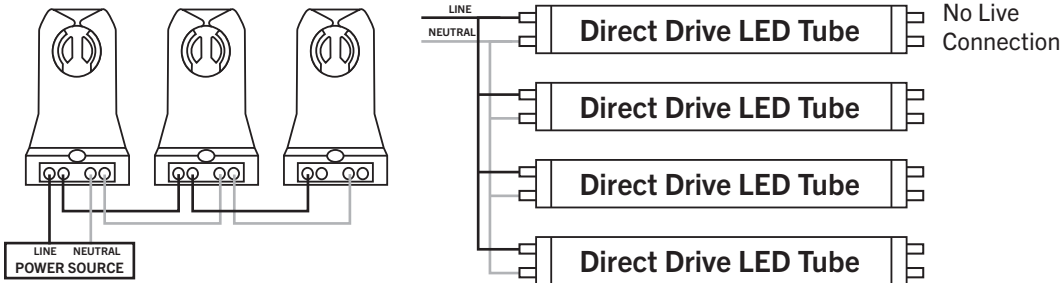 LINE NEUTRAL
POWER SOURCE
LINE
NEUTRAL
Direct Drive LED Tube
No Live
Connection
Direct Drive LED Tube
Direct Drive LED Tube
Direct Drive LED Tube